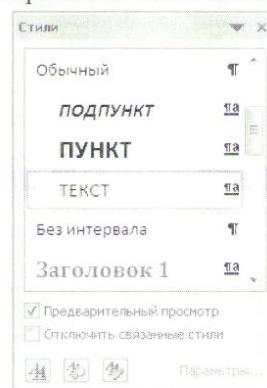 Стили
Обычный
ПОДПУНКТ
ПУНКТ
ТЕКСТ
Без интервала
Заголовок 1
Предварительный просмотр
Отключить связанные стили
Параметры...